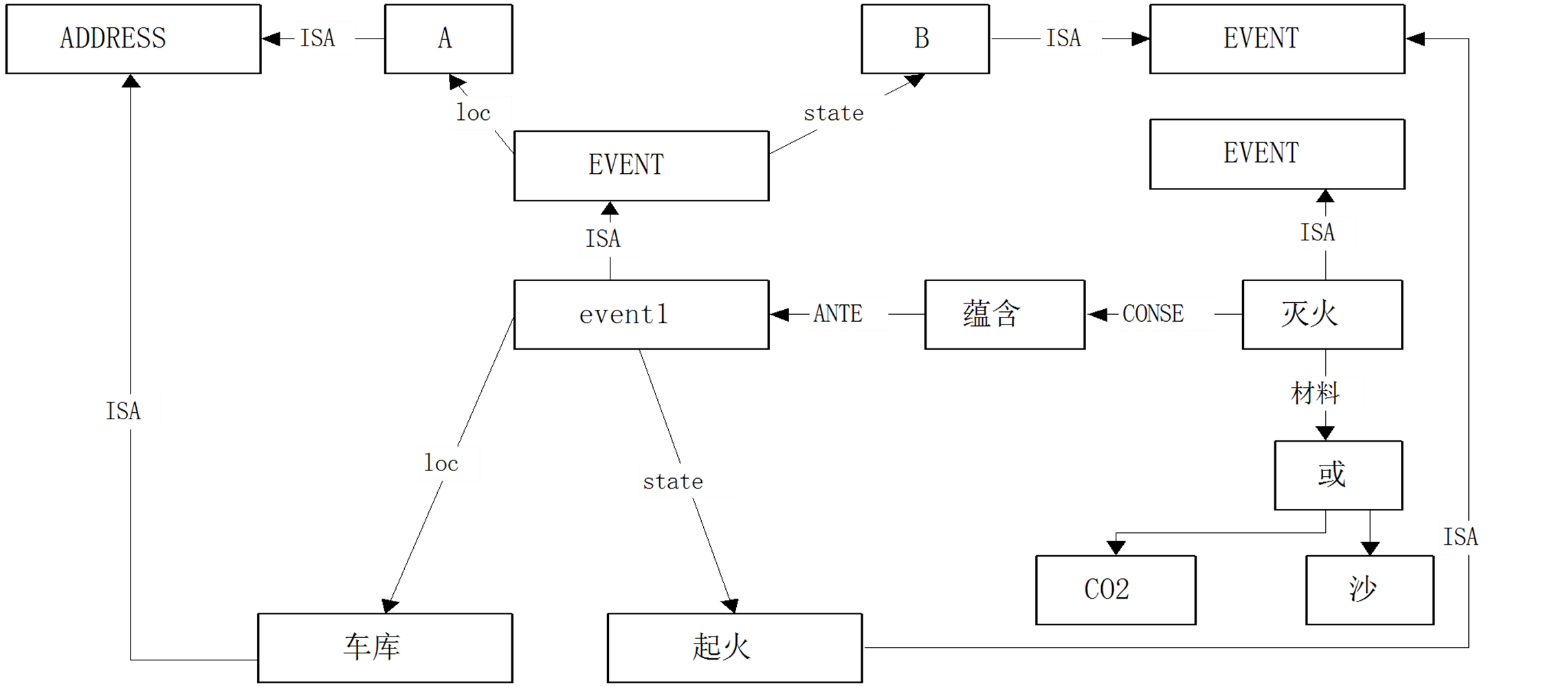 ADDRESS
ISA
A
B
ISA
EVENT
loc
state
EVENT
EVENT
ISA
ISA
event1
ANTE
蕴含
CONSE
灭火
材料
ISA
loc
state
或
ISA
CO2
沙
车库
起火